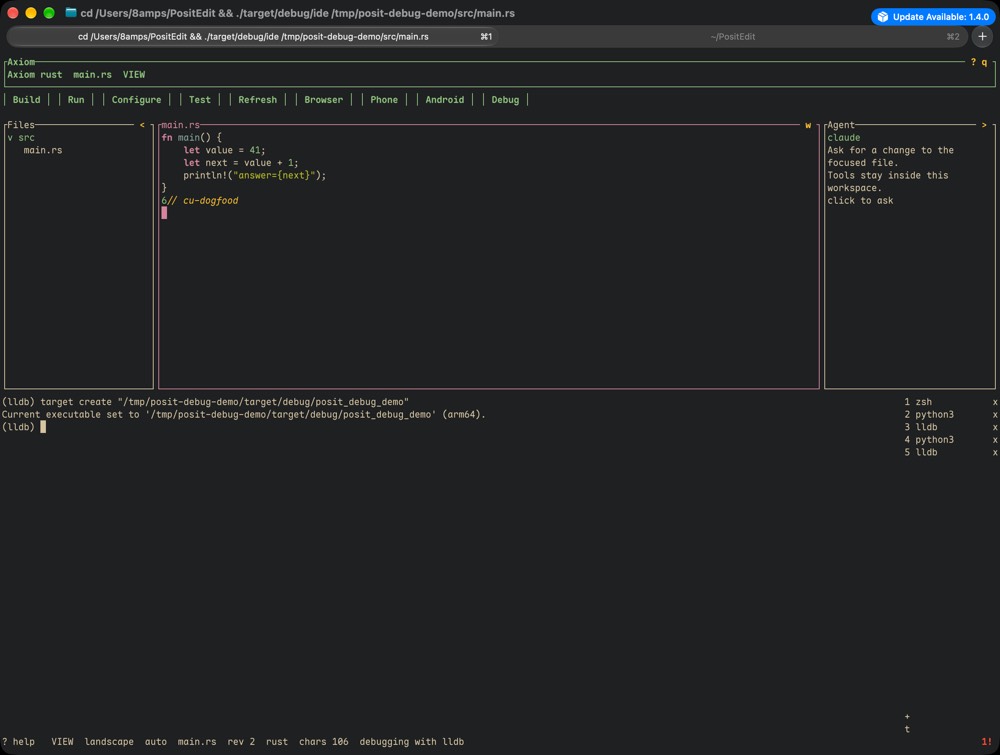 cd /Users/8amps/PositEdit && ./target/debug/ide /tmp/posit-debug-demo/src/main.rs
Update Available: 1.4.0
cd /Users/8amps/PositEdit && ./target/debug/ide /tmp/posit-debug-demo/src/main.rs ⌘1 ~/PositEdit ⌘2 +
Axiom ? q
Axiom rust main.rs VIEW
| Build | | Run | | Configure | | Test | | Refresh | | Browser | | Phone | | Android | | Debug |
Files <
v src
main.rs
main.rs w
fn main() {
    let value = 41;
    let next = value + 1;
    println!("answer={next}");
}
6// cu-dogfood
Agent >
claude
Ask for a change to the
focused file.
Tools stay inside this
workspace.
click to ask
(lldb) target create "/tmp/posit-debug-demo/target/debug/posit_debug_demo"
Current executable set to '/tmp/posit-debug-demo/target/debug/posit_debug_demo' (arm64).
(lldb)
1 zsh x
2 python3 x
3 lldb x
4 python3 x
5 lldb x
+
t
? help VIEW landscape auto main.rs rev 2 rust chars 106 debugging with lldb 1!